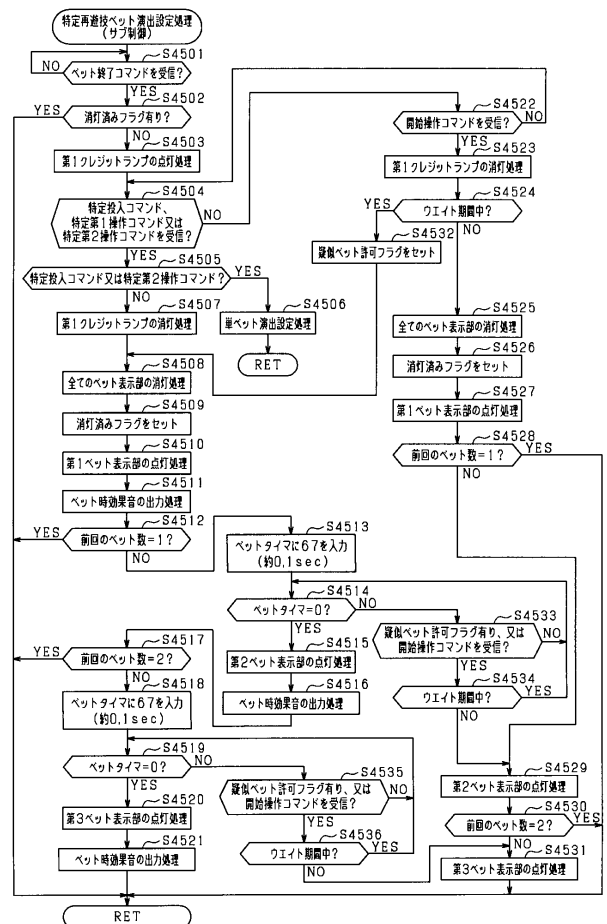 特定再遊技ベット演出設定処理
(サブ制御)
S4501
ベット終了コマンドを受信?
NO
YES
S4502
消灯済みフラグ有り?
YES
NO
S4503
第1クレジットランプの点灯処理
S4504
特定投入コマンド、
特定第1操作コマンド又は
特定第2操作コマンドを受信?
NO
YES
S4505
特定投入コマンド又は特定第2操作コマンド?
YES
NO
S4506
単ベット演出設定処理
RET
S4507
第1クレジットランプの消灯処理
S4508
全てのベット表示部の消灯処理
S4509
消灯済みフラグをセット
S4510
第1ベット表示部の点灯処理
S4511
ベット時効果音の出力処理
S4512
前回のベット数=1?
YES
NO
S4513
ベットタイマに67を入力
(約0.1sec)
S4514
ベットタイマ=0?
NO
YES
S4515
第2ベット表示部の点灯処理
S4516
ベット時効果音の出力処理
S4517
前回のベット数=2?
YES
NO
S4518
ベットタイマに67を入力
(約0.1sec)
S4519
ベットタイマ=0?
NO
YES
S4520
第3ベット表示部の点灯処理
S4521
ベット時効果音の出力処理
RET
S4522
開始操作コマンドを受信?
NO
YES
S4523
第1クレジットランプの消灯処理
S4524
ウエイト期間中?
YES
NO
S4532
疑似ベット許可フラグをセット
S4525
全てのベット表示部の消灯処理
S4526
消灯済みフラグをセット
S4527
第1ベット表示部の点灯処理
S4528
前回のベット数=1?
YES
NO
S4533
疑似ベット許可フラグ有り、又は
開始操作コマンドを受信?
NO
YES
S4534
ウエイト期間中?
YES
NO
S4529
第2ベット表示部の点灯処理
S4530
前回のベット数=2?
YES
NO
S4531
第3ベット表示部の点灯処理
S4535
疑似ベット許可フラグ有り、又は
開始操作コマンドを受信?
NO
YES
S4536
ウエイト期間中?
YES
NO